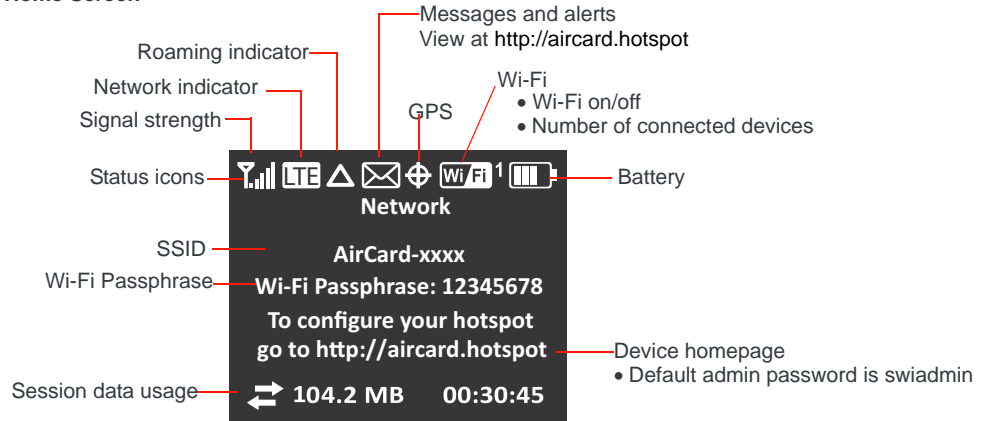 Messages and alerts
View at http://aircard.hotspot
Roaming indicator
Wi-Fi
Network indicator
• Wi-Fi on/off
GPS
Signal strength
• Number of connected devices
Status icons
LTE
Wi Fi 1
Battery
Network
SSID
AirCard-xxxx
Wi-Fi Passphrase
Wi-Fi Passphrase: 12345678
To configure your hotspot
go to http://aircard.hotspot
Device homepage
• Default admin password is swiadmin
Session data usage
104.2 MB 00:30:45